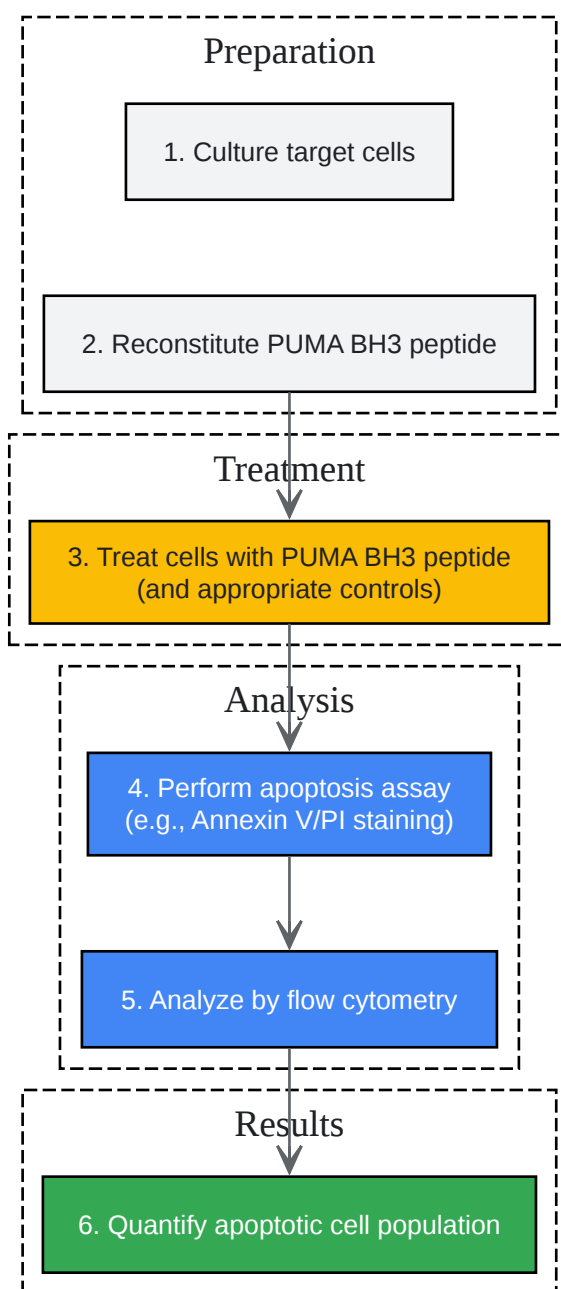 Preparation
1. Culture target cells
2. Reconstitute PUMA BH3 peptide
Treatment
3. Treat cells with PUMA BH3 peptide
(and appropriate controls)
Analysis
4. Perform apoptosis assay
(e.g., Annexin V/PI staining)
5. Analyze by flow cytometry
Results
6. Quantify apoptotic cell population